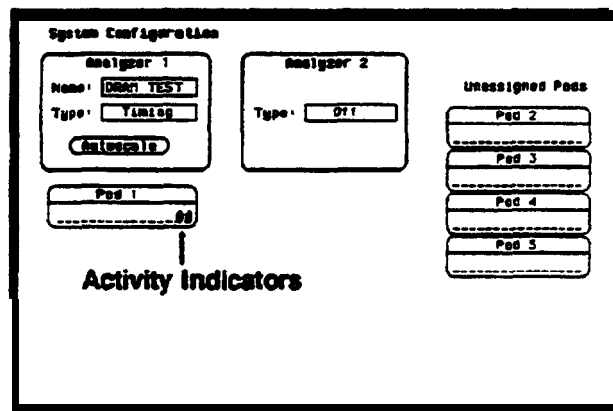 System Configuration
Analyzer 1
Name: DRAM TEST
Type: Timing
Autoscale
Pod 1
Analyzer 2
Type: Off
Unassigned Pods
Pod 2
Pod 3
Pod 4
Pod 5
Activity Indicators